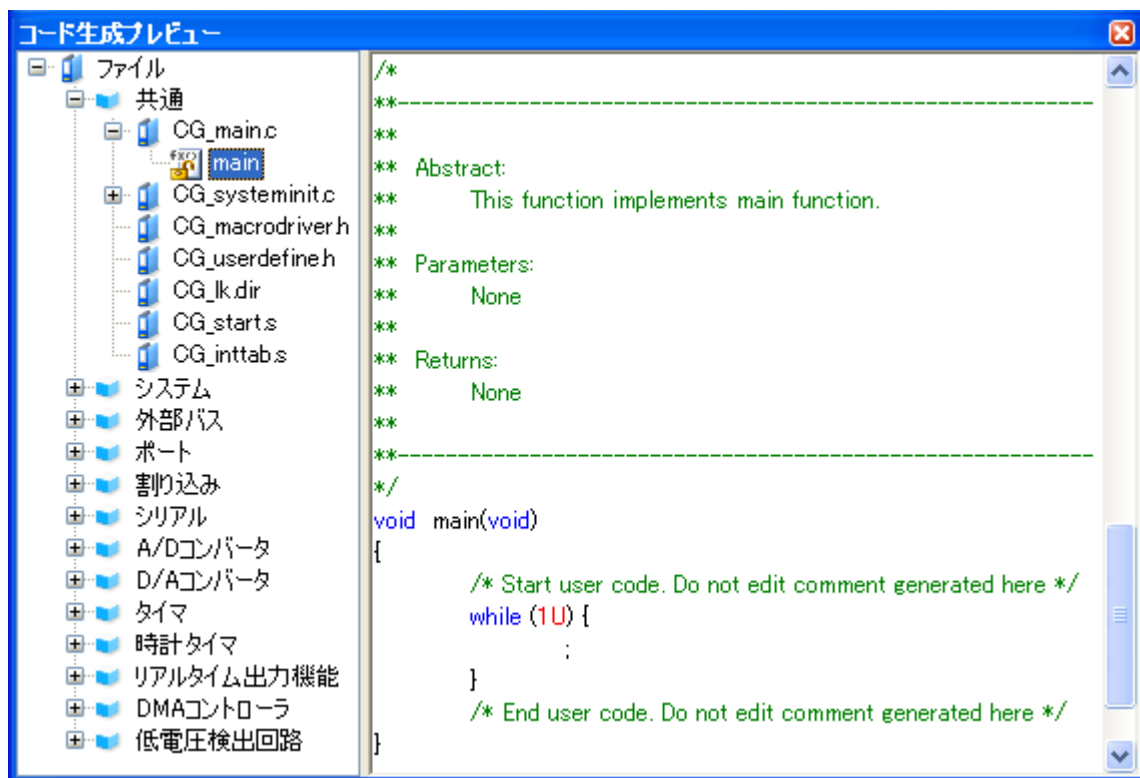 コード生成プレビュー
ファイル
共通
CG_main.c
main
CG_systeminit.c
CG_macrodriver.h
CG_userdefine.h
CG_lk.dir
CG_start.s
CG_inttab.s
システム
外部バス
ポート
割り込み
シリアル
A/Dコンバータ
D/Aコンバータ
タイマ
時計タイマ
リアルタイム出力機能
DMAコントローラ
低電圧検出回路
/*
**-----------------------------------------------------------
**
** Abstract:
** This function implements main function.
**
** Parameters:
** None
**
** Returns:
** None
**
**-----------------------------------------------------------
*/
void main(void)
{
/* Start user code. Do not edit comment generated here */
while (1U) {
;
}
/* End user code. Do not edit comment generated here */
}